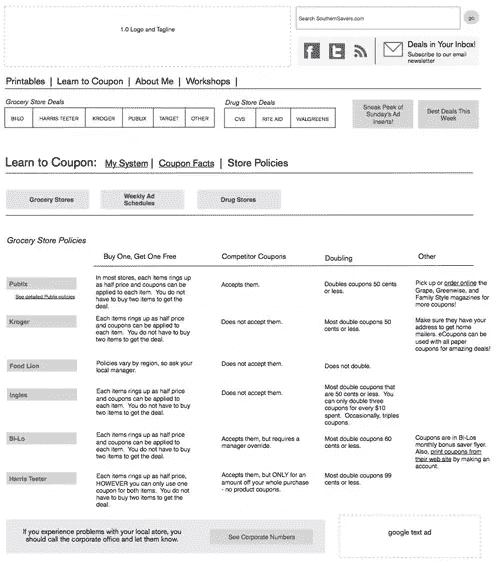 1.0 Logo and Tagline
Search SouthernSavers.com
go
Deals in Your Inbox!
Subscribe to our email
newsletter
Printables | Learn to Coupon | About Me | Workshops |
Grocery Store Deals
BI-LO HARRIS TEETER KROGER PUBLIX TARGET OTHER
Drug Store Deals
CVS RITE AID WALGREENS
Sneak Peek of
Sunday's Ad
Inserts!
Best Deals This
Week
Learn to Coupon: My System | Coupon Facts | Store Policies
Grocery Stores
Weekly Ad
Schedules
Drug Stores
Grocery Store Policies
Buy One, Get One Free
Competitor Coupons
Doubling
Other
Publix
See detailed Publix policies
In most stores, each items rings up
as half price and coupons can be
applied to each item. You do not
have to buy two items to get the
deal.
Accepts them.
Doubles coupons 50 cents
or less.
Pick up or order online the
Grape, Greenwise, and
Family Style magazines for
more coupons!
Kroger
Each items rings up as half price
and coupons can be applied to
each item. You do not have to buy
two items to get the deal.
Does not accept them.
Most double coupons 50
cents or less.
Make sure they have your
address to get home
mailers. eCoupons can be
used with all paper
coupons for amazing deals!
Food Lion
Policies vary by region, so ask your
local manager.
Does not accept them.
Does not double.
Ingles
Each items rings up as half price
and coupons can be applied to
each item. You do not have to buy
two items to get the deal.
Does not accept them.
Most double coupons that
are 50 cents or less. You
can only double three
coupons for every $10
spent. Occasionally, triples
coupons.
Bi-Lo
Each items rings up as half price
and coupons can be applied to
each item. You do not have to buy
two items to get the deal.
Accepts them, but requires a
manager override.
Most double coupons 60
cents or less.
Coupons are in Bi-Los
monthly bonus saver flyer.
Also, print coupons from
their web site by making an
account.
Harris Teeter
Each items rings up as half price,
HOWEVER you can only use one
coupon for both items. You do not
have to buy two items to get the
deal.
Accepts them, but ONLY for an
amount off your whole purchase
- no product coupons.
Most double coupons 99
cents or less.
If you experience problems with your local store, you
should call the corporate office and let them know.
See Corporate Numbers
google text ad